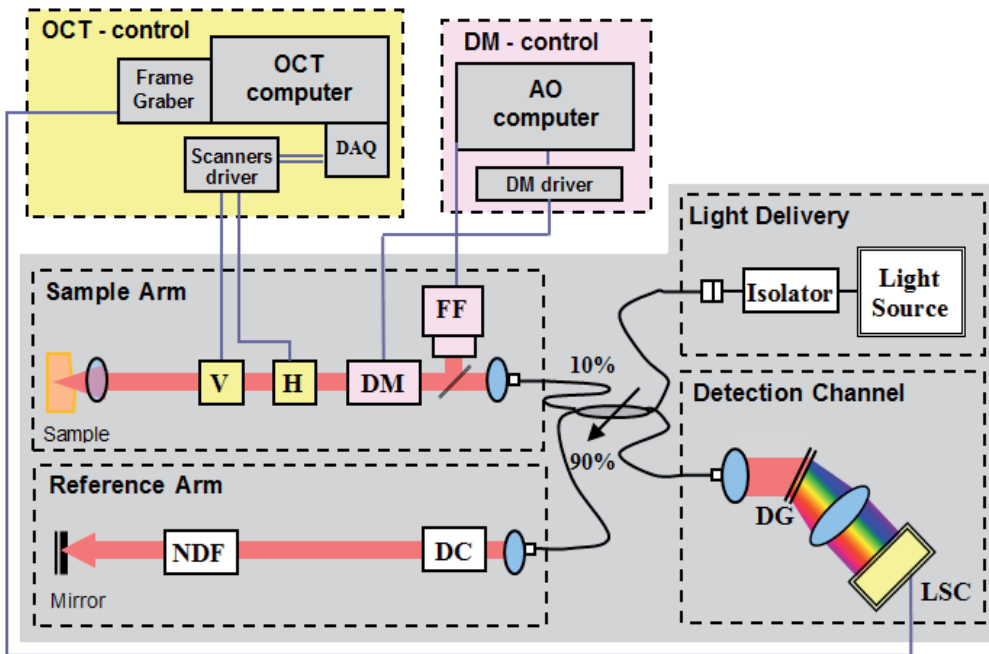 OCT - control
Frame
Graber
OCT
computer
DAQ
Scanners
driver
DM - control
AO
computer
DM driver
Light Delivery
Isolator
Light
Source
Sample Arm
FF
V
H
DM
Sample
10%
90%
Detection Channel
DG
LSC
Reference Arm
NDF
DC
Mirror